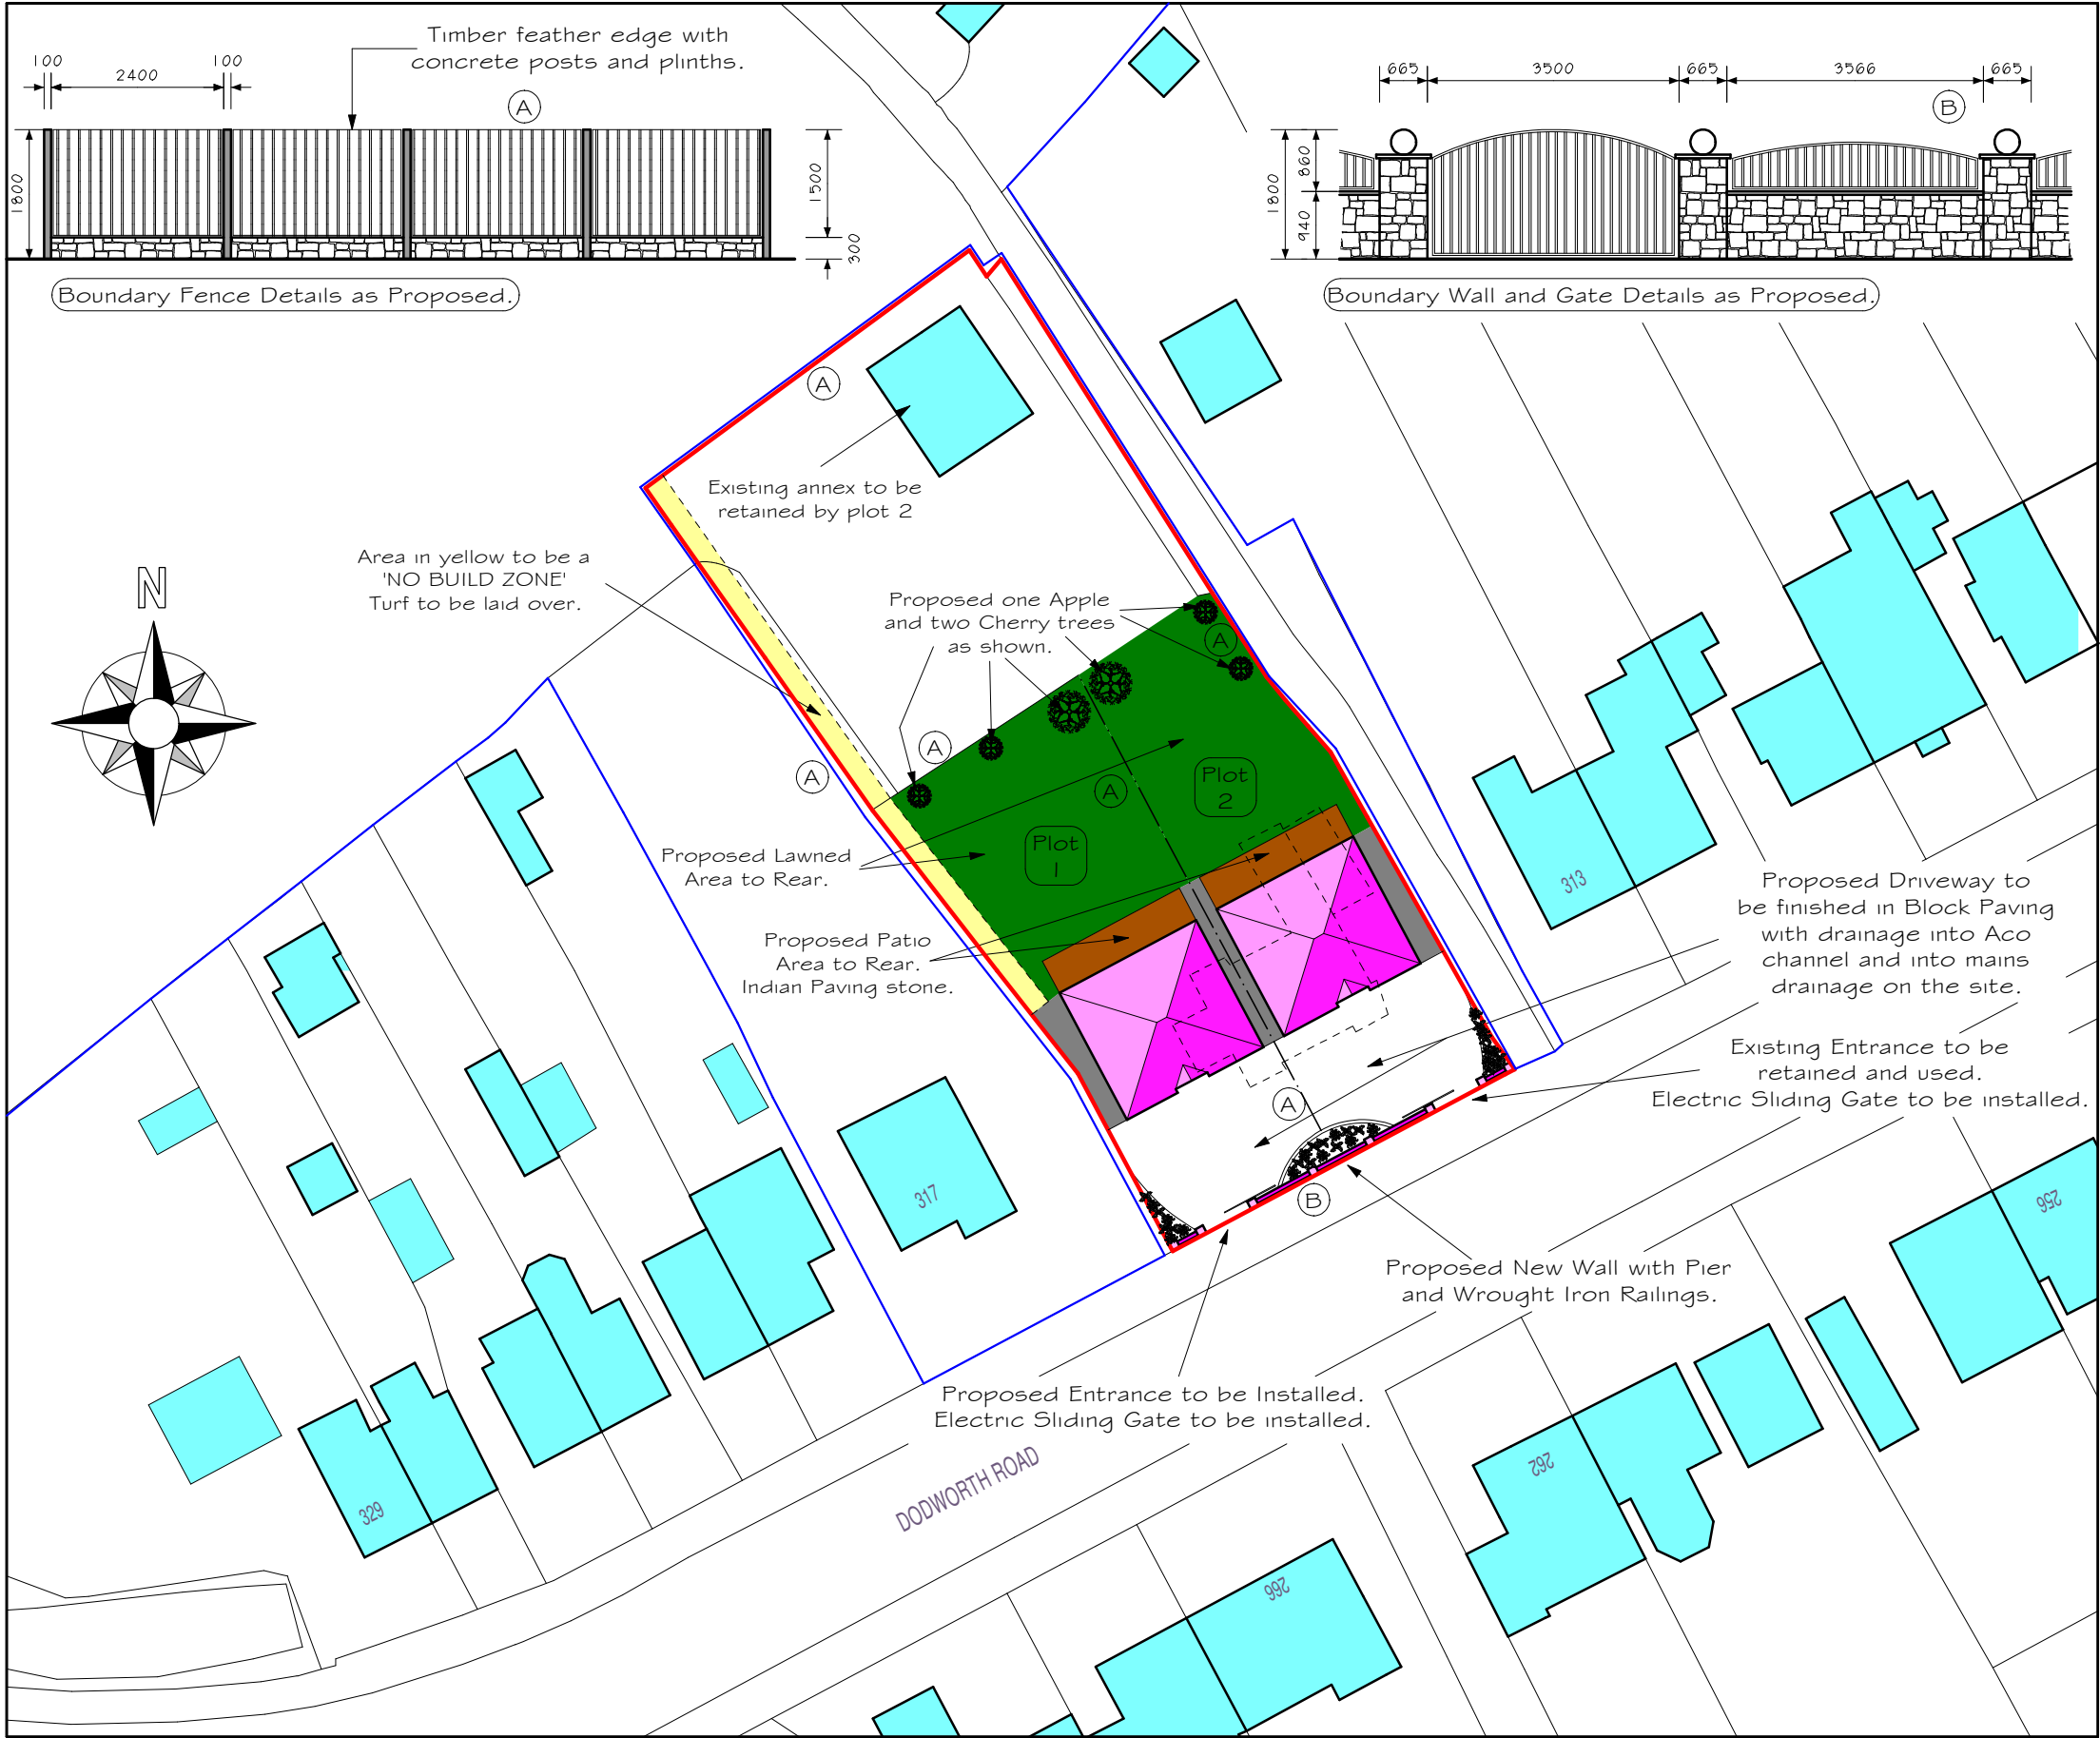 Timber feather edge with
concrete posts and plinths.
100
2400
100
A
1800
1500
300
Boundary Fence Details as Proposed.
665
3500
665
3566
665
B
1800
860
940
Boundary Wall and Gate Details as Proposed.
A
Existing annex to be
retained by plot 2
Area in yellow to be a
'NO BUILD ZONE'
Turf to be laid over.
N
Proposed one Apple
and two Cherry trees
as shown.
A
A
A
A
Plot
2
Plot
1
Proposed Lawned
Area to Rear.
Proposed Patio
Area to Rear.
Indian Paving stone.
313
Proposed Driveway to
be finished in Block Paving
with drainage into Aco
channel and into mains
drainage on the site.
Existing Entrance to be
retained and used.
Electric Sliding Gate to be installed.
A
B
317
256
Proposed New Wall with Pier
and Wrought Iron Railings.
Proposed Entrance to be Installed.
Electric Sliding Gate to be installed.
DODWORTH ROAD
329
262
266